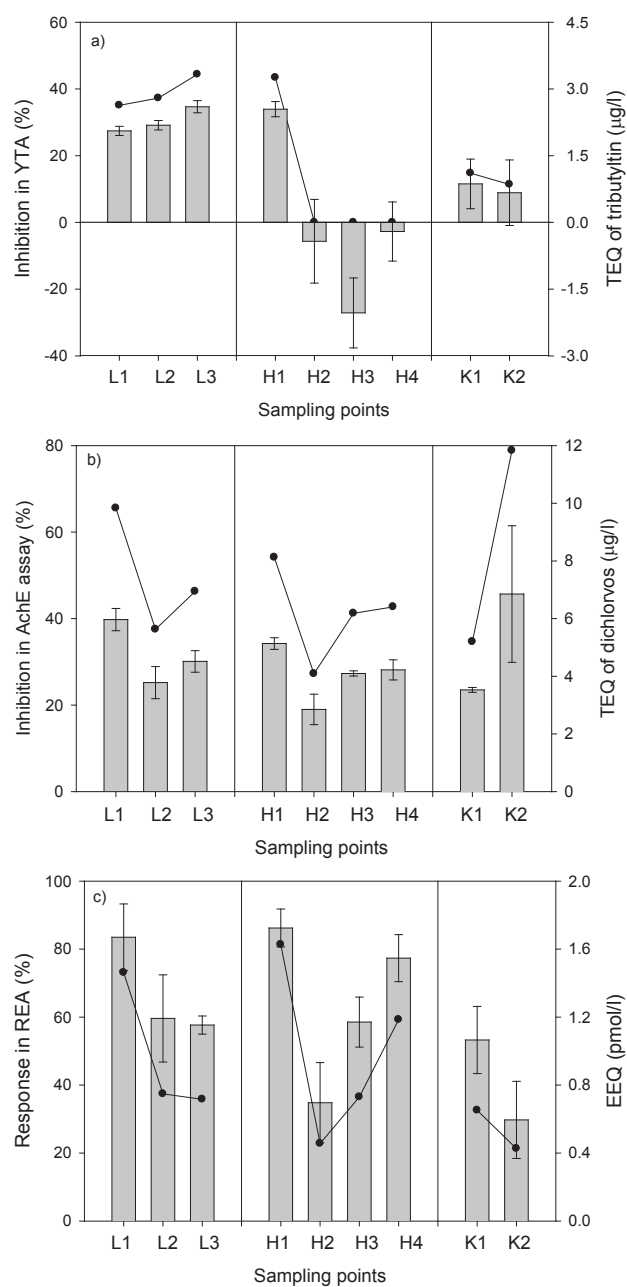 a)
60
40
20
0
-20
-40
Inhibition in YTA (%)
4.5
3.0
1.5
0.0
-1.5
-3.0
TEQ of tributyltin (μg/l)
L1 L2 L3 H1 H2 H3 H4 K1 K2
Sampling points
b)
80
60
40
20
0
Inhibition in AchE assay (%)
12
10
8
6
4
2
0
TEQ of dichlorvos (μg/l)
L1 L2 L3 H1 H2 H3 H4 K1 K2
Sampling points
c)
100
80
60
40
20
0
Response in REA (%)
2.0
1.6
1.2
0.8
0.4
0.0
EEQ (pmol/l)
L1 L2 L3 H1 H2 H3 H4 K1 K2
Sampling points